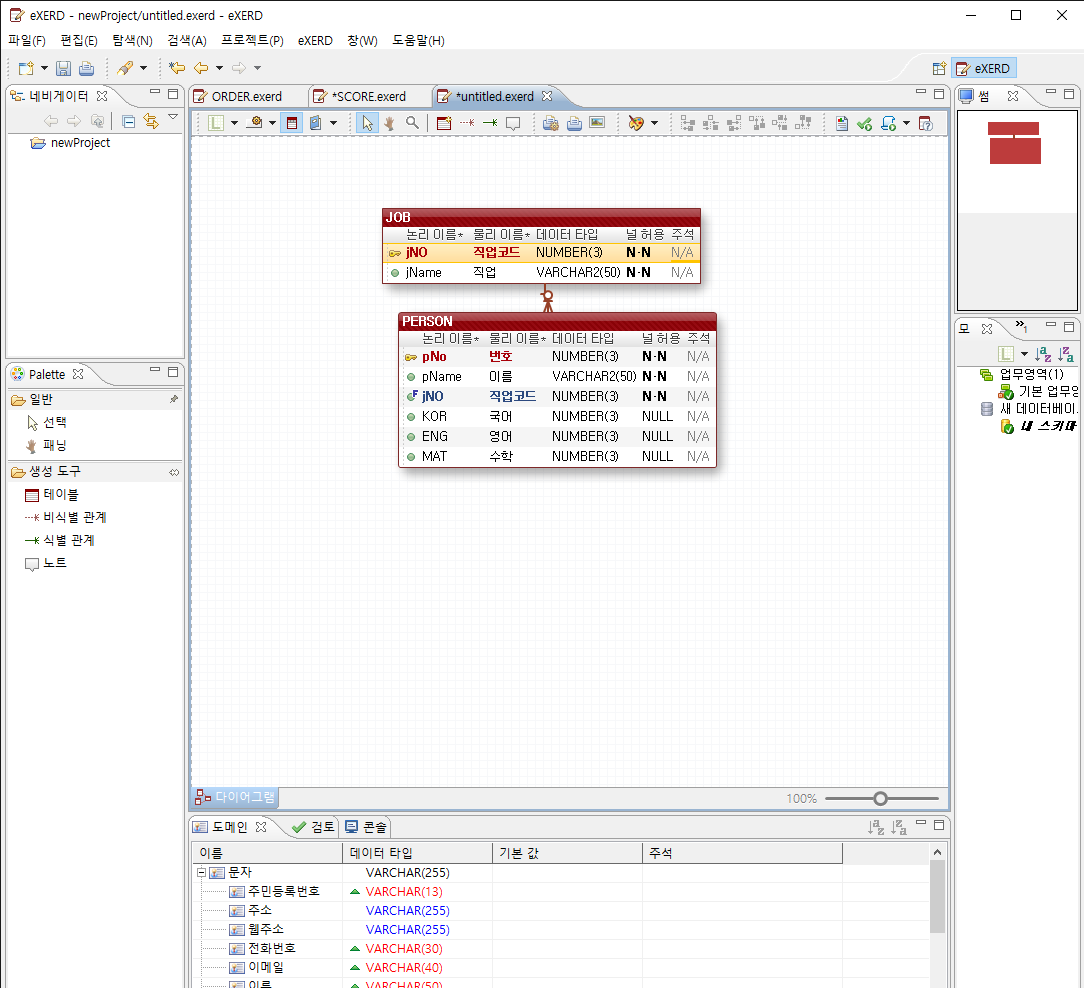 eXERD - newProject/untitled.exerd - eXERD
파일(F) 편집(E) 탐색(N) 검색(A) 프로젝트(P) eXERD 창(W) 도움말(H)
eXERD
네비게이터
newProject
ORDER.exerd *SCORE.exerd *untitled.exerd
L
JOB
논리 이름* 물리 이름* 데이터 타입 널 허용 주석
jNO 직업코드 NUMBER(3) N-N N/A
jName 직업 VARCHAR2(50) N-N N/A
PERSON
논리 이름* 물리 이름* 데이터 타입 널 허용 주석
pNo 번호 NUMBER(3) N-N N/A
pName 이름 VARCHAR2(50) N-N N/A
jNO 직업코드 NUMBER(3) N-N N/A
KOR 국어 NUMBER(3) NULL N/A
ENG 영어 NUMBER(3) NULL N/A
MAT 수학 NUMBER(3) NULL N/A
다이어그램
100%
Palette
일반
선택
패닝
생성 도구
테이블
비식별 관계
식별 관계
노트
썸
모 »1
L
업무영역(1)
기본 업무영
새 데이터베이.
내 스키마
도메인 검토 콘솔
이름 데이터 타입 기본 값 주석
문자 VARCHAR(255)
주민등록번호 VARCHAR(13)
주소 VARCHAR(255)
웹주소 VARCHAR(255)
전화번호 VARCHAR(30)
이메일 VARCHAR(40)
이름 VARCHAR(50)